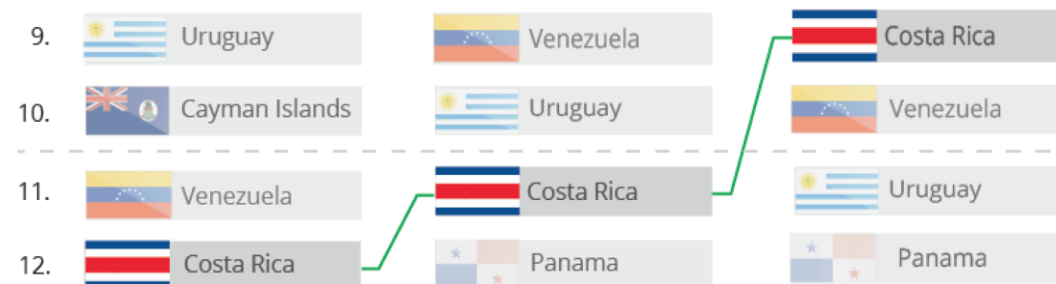 9. Uruguay Venezuela Costa Rica
10. Cayman Islands Uruguay Venezuela
11. Venezuela Costa Rica Uruguay
12. Costa Rica Panama Panama